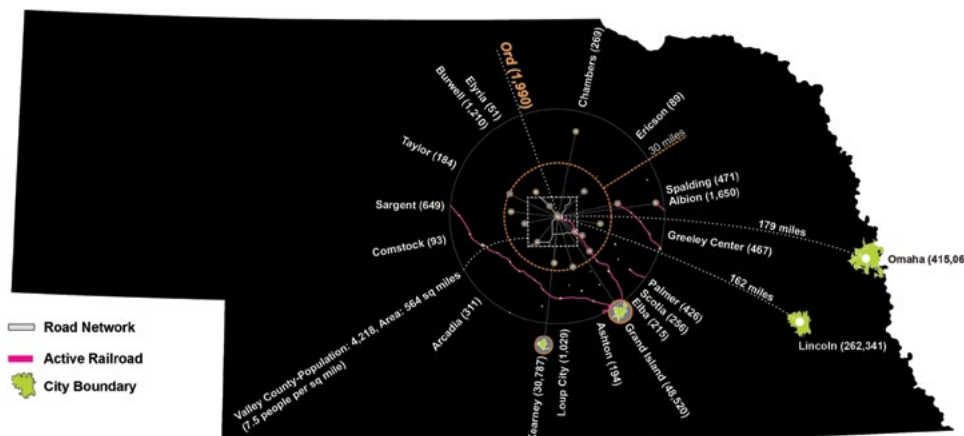 Ord (1,990)
Chambers (269)
Elyria (51)
Burwell (1,210)
Ericson (89)
30 miles
Taylor (184)
Spalding (471)
Albion (1,650)
Sargent (649)
179 miles
Greeley Center (467)
Comstock (93)
Omaha (415,06
162 miles
Palmer (426)
Scotia (256)
Elba (215)
Grand Island (48,520)
Ashton (194)
Arcadia (311)
Loup City (1,029)
Kearney (30,787)
Lincoln (262,341)
Valley County-Population: 4,218, Area: 564 sq miles
(7.5 people per sq mile)
Road Network
Active Railroad
City Boundary